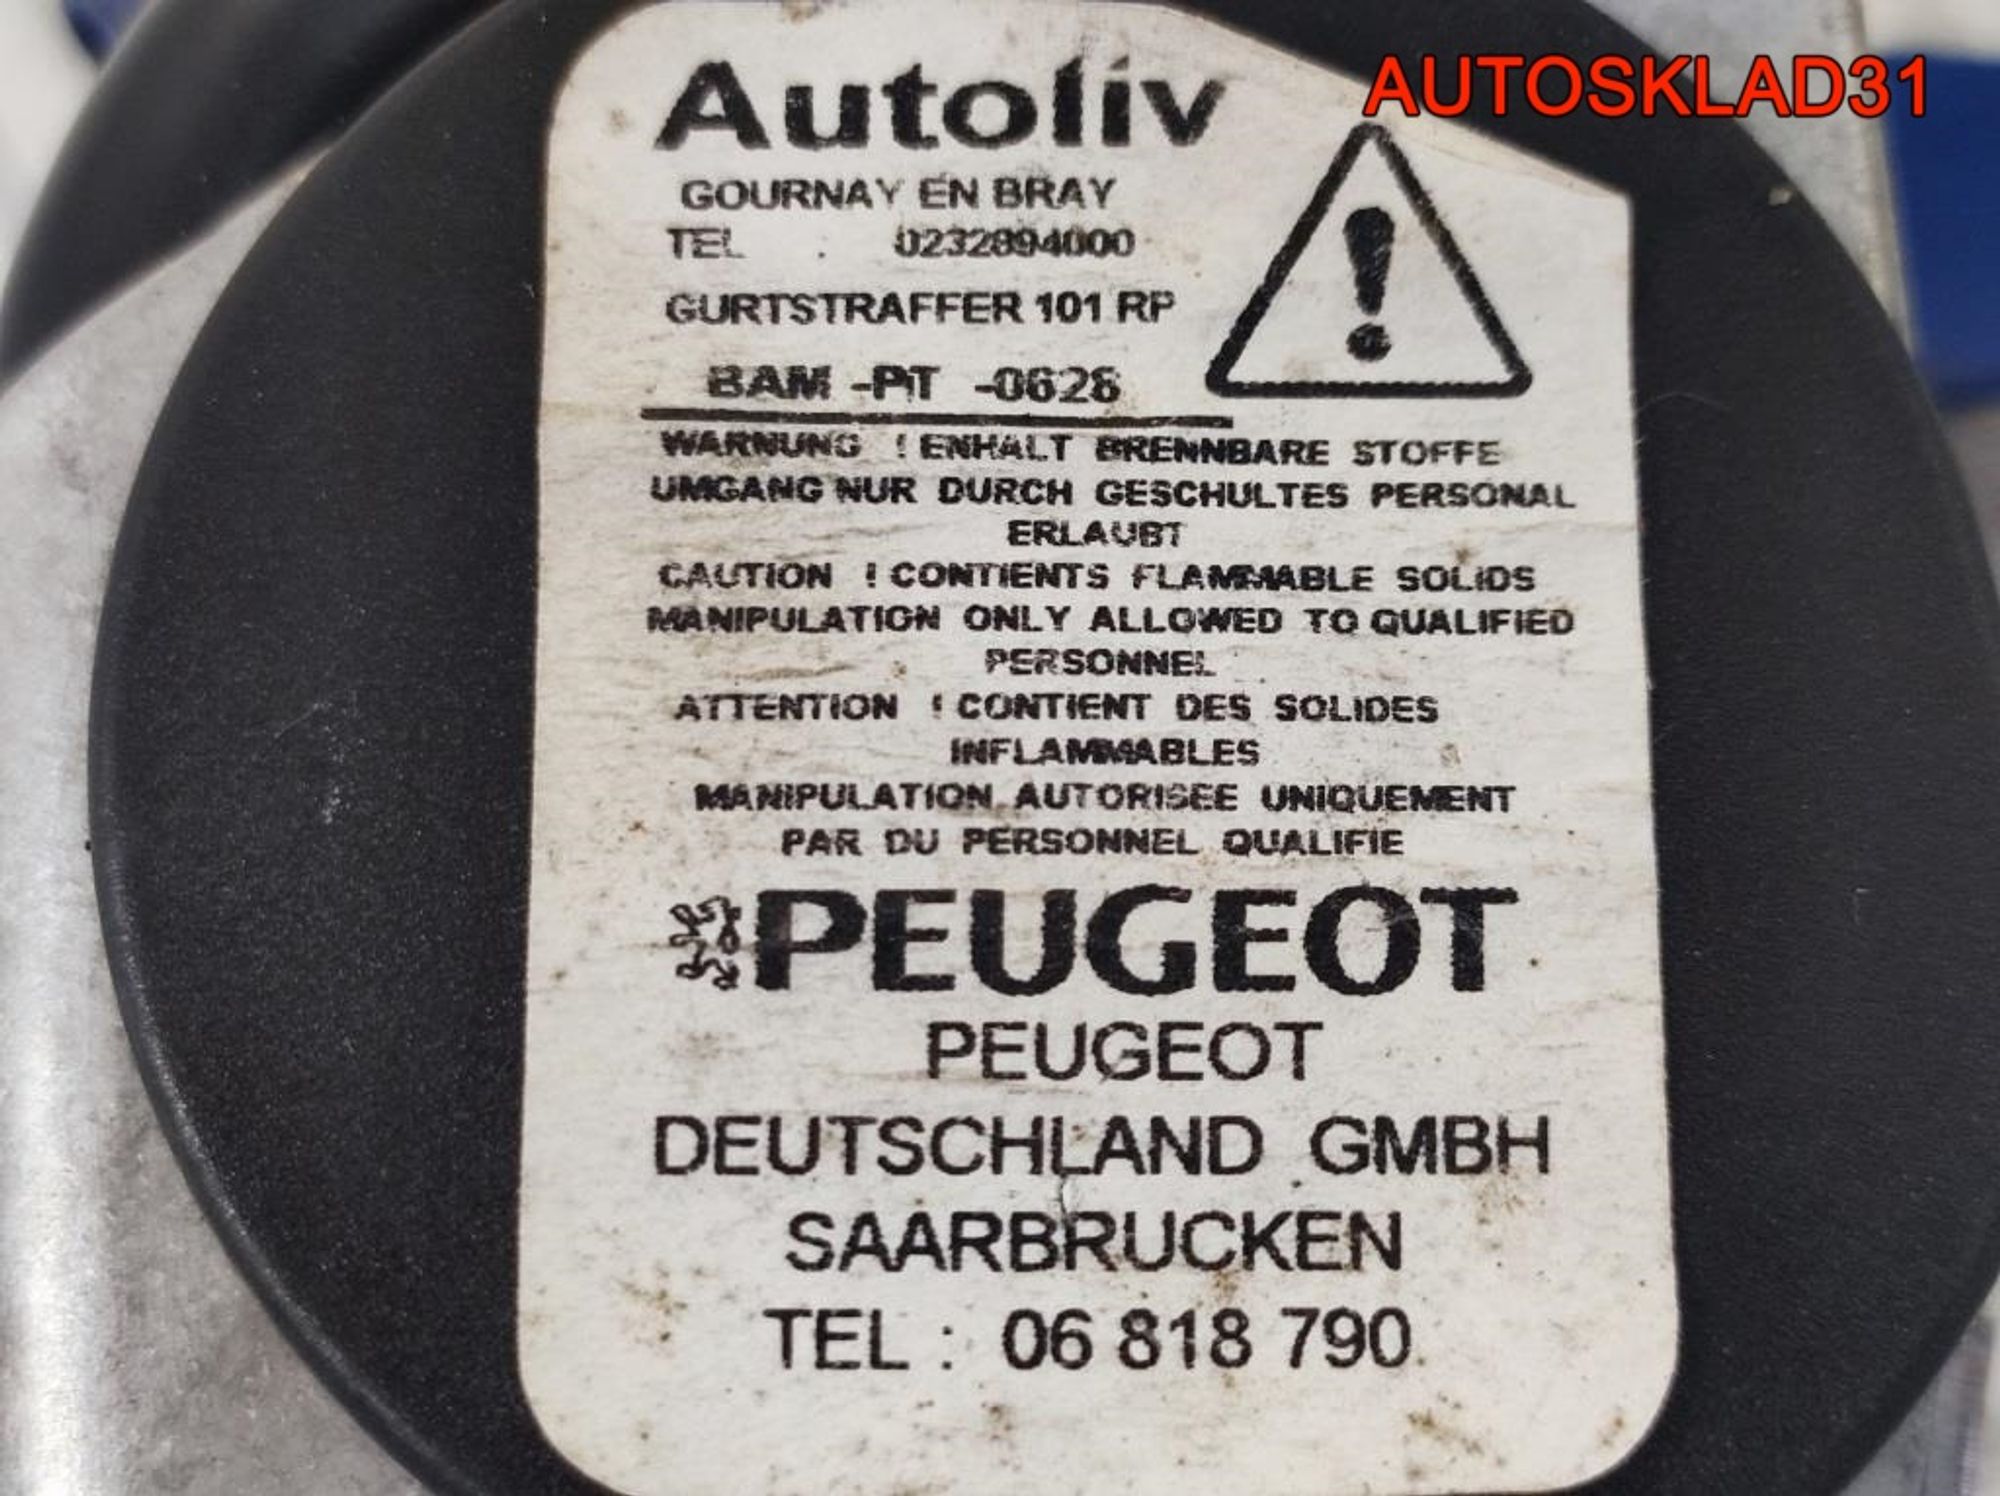 AUTOSKLAD31
Autoliv
GOURNAY EN BRAY
TEL : 0232894000
GURTSTRAFFER 101 RP
BAM -PT -0628
WARNUNG ! ENHALT BRENNBARE STOFFE
UMGANG NUR DURCH GESCHULTES PERSONAL
ERLAUBT
CAUTION ! CONTIENTS FLAMMABLE SOLIDS
MANIPULATION ONLY ALLOWED TO QUALIFIED
PERSONNEL
ATTENTION ! CONTIENT DES SOLIDES
INFLAMMABLES
MANIPULATION AUTORISEE UNIQUEMENT
PAR DU PERSONNEL QUALIFIE
PEUGEOT
PEUGEOT
DEUTSCHLAND GMBH
SAARBRUCKEN
TEL : 06 818 790